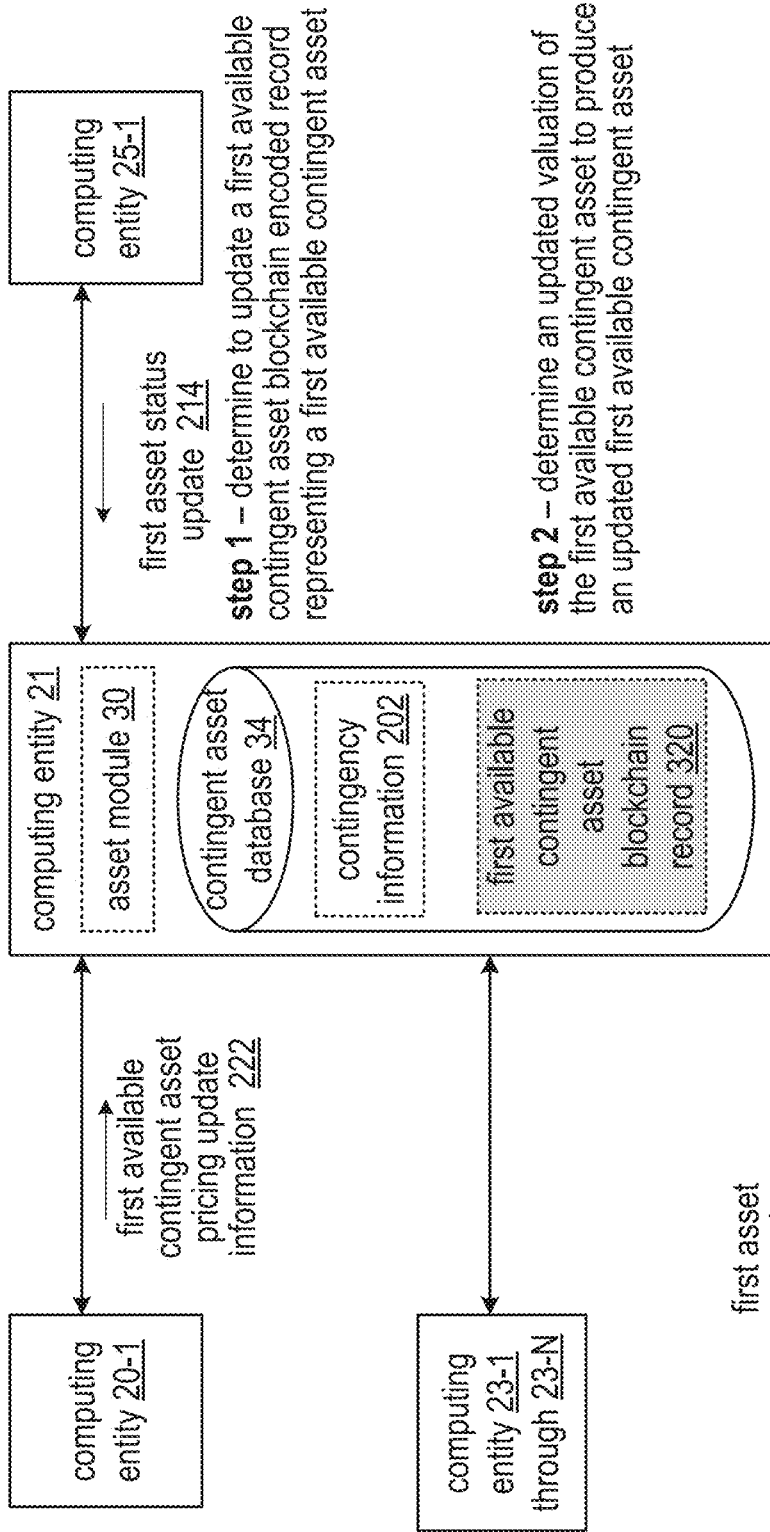 computing
entity 20-1
first available
contingent asset
pricing update
information 222
computing
entity 23-1
through 23-N
first asset
computing entity 21
asset module 30
contingent asset
database 34
contingency
information 202
first available
contingent
asset
blockchain
record 320
first asset status
update 214
computing
entity 25-1
step 1 – determine to update a first available
contingent asset blockchain encoded record
representing a first available contingent asset
step 2 – determine an updated valuation of
the first available contingent asset to produce
an updated first available contingent asset